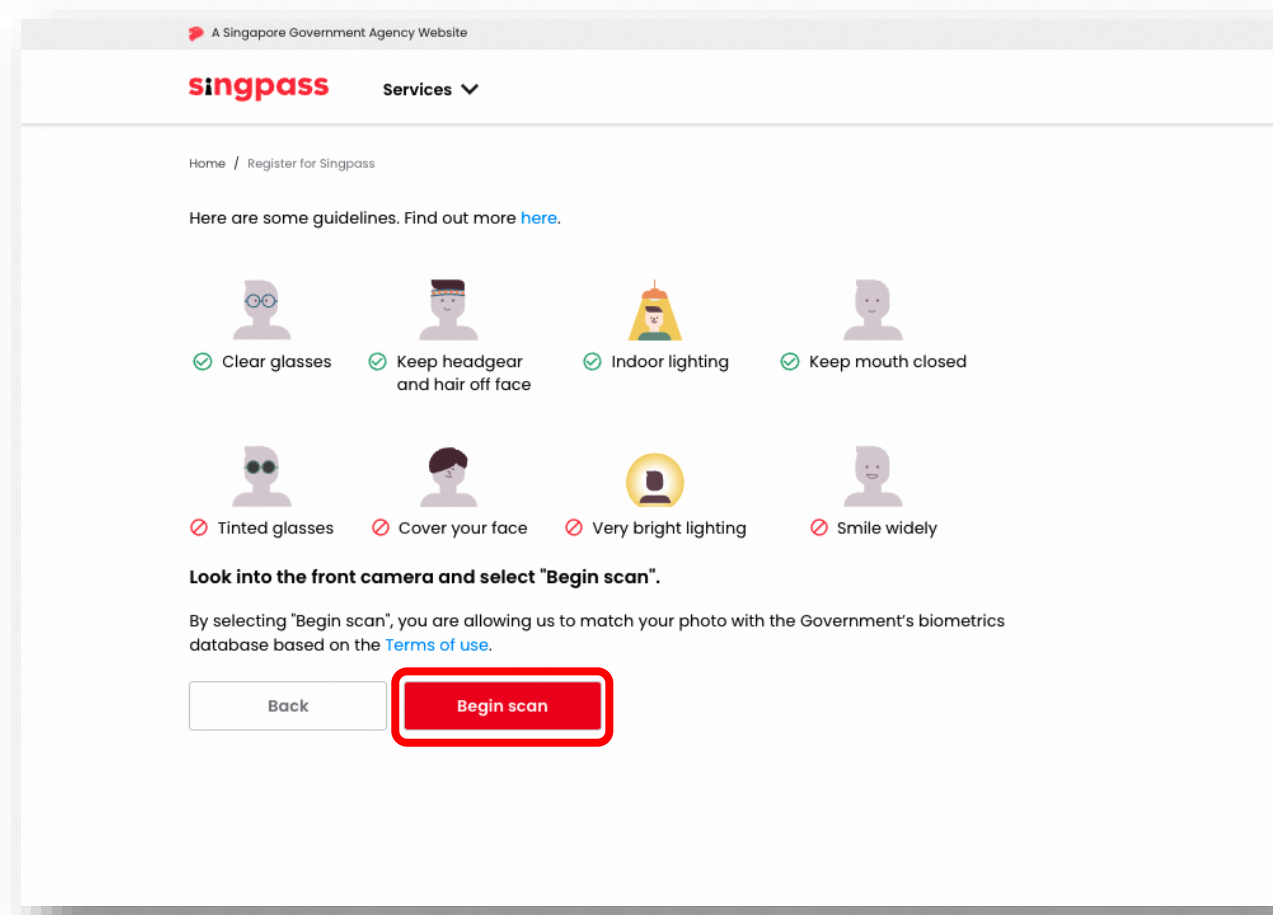 A Singapore Government Agency Website
singpass
Services
Home / Register for Singpass
Here are some guidelines. Find out more here.
Clear glasses
Keep headgear
and hair off face
Indoor lighting
Keep mouth closed
Tinted glasses
Cover your face
Very bright lighting
Smile widely
Look into the front camera and select "Begin scan".
By selecting "Begin scan", you are allowing us to match your photo with the Government's biometrics
database based on the Terms of use.
Back
Begin scan